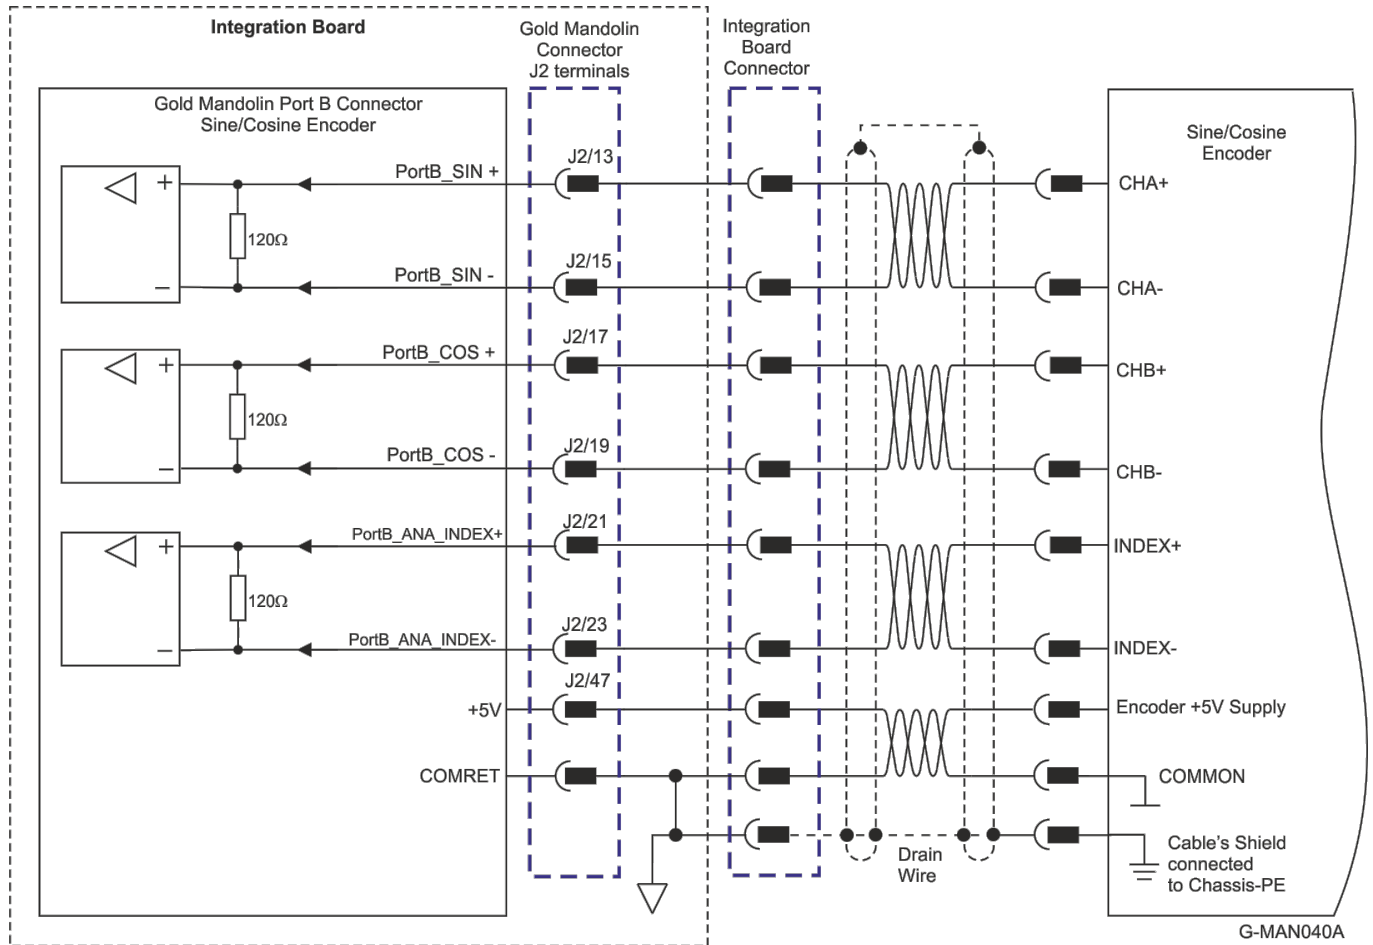 Integration Board
Gold Mandolin
Connector
J2 terminals
Integration
Board
Connector
Gold Mandolin Port B Connector
Sine/Cosine Encoder
Sine/Cosine
Encoder
PortB_SIN +
J2/13
CHA+
+
120Ω
PortB_SIN -
J2/15
CHA-
−
PortB_COS +
J2/17
CHB+
+
120Ω
PortB_COS -
J2/19
CHB-
−
PortB_ANA_INDEX+
J2/21
INDEX+
+
120Ω
PortB_ANA_INDEX-
J2/23
INDEX-
−
+5V
J2/47
Encoder +5V Supply
COMRET
COMMON
Drain
Wire
Cable's Shield
connected
to Chassis-PE
G-MAN040A